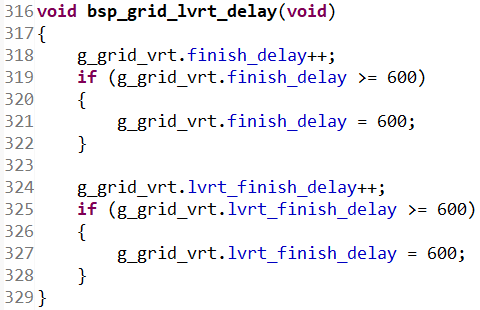 316 void bsp_grid_lvrt_delay(void)
317 {
318     g_grid_vrt.finish_delay++;
319     if (g_grid_vrt.finish_delay >= 600)
320     {
321         g_grid_vrt.finish_delay = 600;
322     }
323
324     g_grid_vrt.lvrt_finish_delay++;
325     if (g_grid_vrt.lvrt_finish_delay >= 600)
326     {
327         g_grid_vrt.lvrt_finish_delay = 600;
328     }
329 }